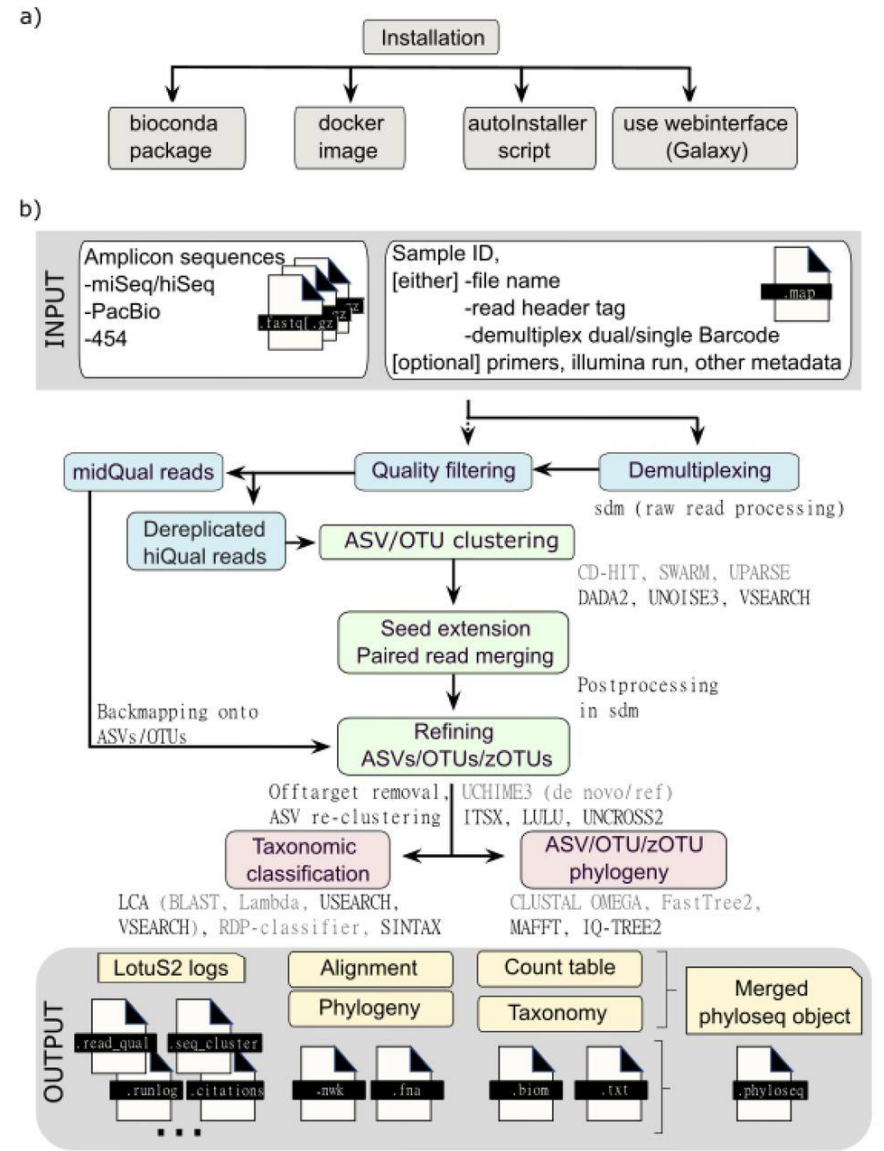 a)
Installation
bioconda
package
docker
image
autoInstaller
script
use webinterface
(Galaxy)
b)
INPUT
Amplicon sequences
-miSeq/hiSeq
-PacBio
-454
.fastq[.gz
gz
gz
Sample ID,
[either] -file name
-read header tag
-demultiplex dual/single Barcode
[optional] primers, illumina run, other metadata
.map
midQual reads
Quality filtering
Demultiplexing
sdm (raw read processing)
Dereplicated
hiQual reads
ASV/OTU clustering
CD-HIT, SWARM, UPARSE
DADA2, UNOISE3, VSEARCH
Seed extension
Paired read merging
Postprocessing
in sdm
Backmapping onto
ASVs/OTUs
Refining
ASVs/OTUs/zOTUs
Offtarget removal, UCHIME3 (de novo/ref)
ASV re-clustering ITSX, LULU, UNCROSS2
Taxonomic
classification
ASV/OTU/zOTU
phylogeny
LCA (BLAST, Lambda, USEARCH,
VSEARCH), RDP-classifier, SINTAX
CLUSTAL OMEGA, FastTree2,
MAFFT, IQ-TREE2
OUTPUT
LotuS2 logs
Alignment
Phylogeny
Count table
Taxonomy
Merged
phyloseq object
.read_qual
.seq_cluster
.runlog
.citations
...
.nwk
.fna
.biom
.txt
.phyloseq